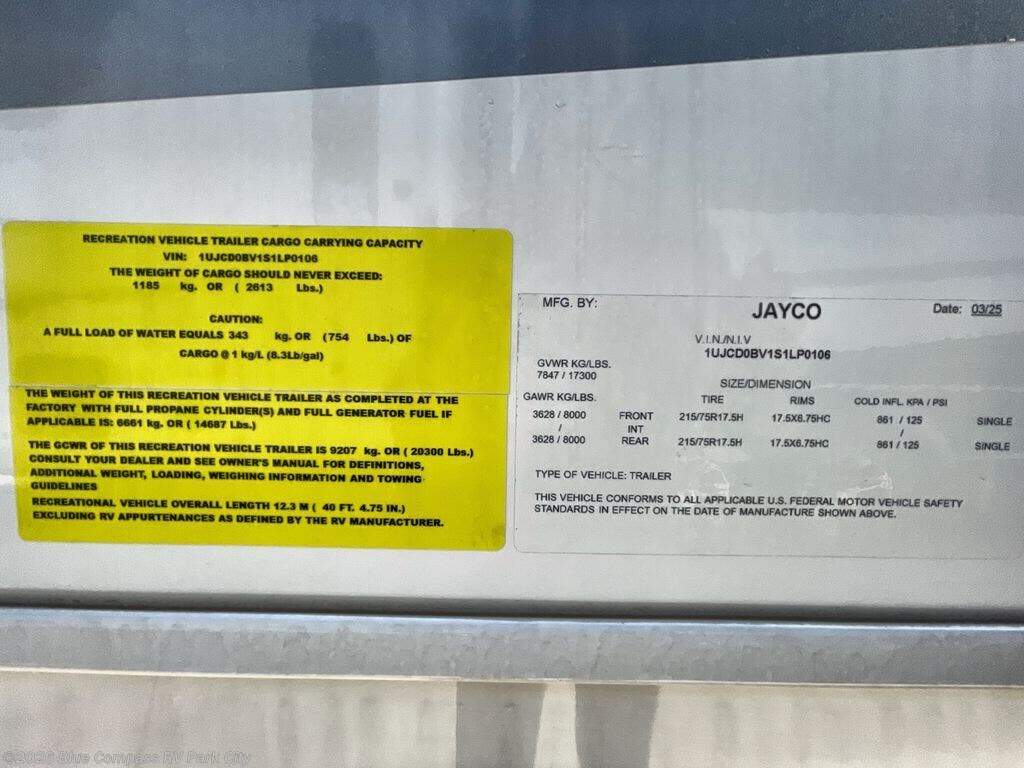 RECREATION VEHICLE TRAILER CARGO CARRYING CAPACITY
VIN: 1UJCD0BV1S1LP0106
THE WEIGHT OF CARGO SHOULD NEVER EXCEED:
1185 kg. OR ( 2613 Lbs.)
CAUTION:
A FULL LOAD OF WATER EQUALS 343 kg. OR (754 Lbs.) OF
CARGO @ 1 kg/L (8.3Lb/gal)
THE WEIGHT OF THIS RECREATION VEHICLE TRAILER AS COMPLETED AT THE
FACTORY WITH FULL PROPANE CYLINDER(S) AND FULL GENERATOR FUEL IF
APPLICABLE IS: 6661 kg. OR ( 14687 Lbs.)
THE GCWR OF THIS RECREATION VEHICLE TRAILER IS 9207 kg. OR ( 20300 Lbs.)
CONSULT YOUR DEALER AND SEE OWNER'S MANUAL FOR DEFINITIONS,
ADDITIONAL WEIGHT, LOADING, WEIGHING INFORMATION AND TOWING
GUIDELINES
RECREATIONAL VEHICLE OVERALL LENGTH 12.3 M ( 40 FT. 4.75 IN.)
EXCLUDING RV APPURTENANCES AS DEFINED BY THE RV MANUFACTURER.
MFG. BY: JAYCO Date: 03/25
V.I.N./N.I.V
1UJCD0BV1S1LP0106
GVWR KG/LBS.
7847 / 17300
SIZE/DIMENSION
GAWR KG/LBS. TIRE RIMS COLD INFL. KPA / PSI
3628 / 8000 FRONT 215/75R17.5H 17.5X6.75HC 861 / 125 SINGLE
/ INT /
3628 / 8000 REAR 215/75R17.5H 17.5X6.75HC 861 / 125 SINGLE
TYPE OF VEHICLE: TRAILER
THIS VEHICLE CONFORMS TO ALL APPLICABLE U.S. FEDERAL MOTOR VEHICLE SAFETY
STANDARDS IN EFFECT ON THE DATE OF MANUFACTURE SHOWN ABOVE.
©2026 Blue Compass RV Park City